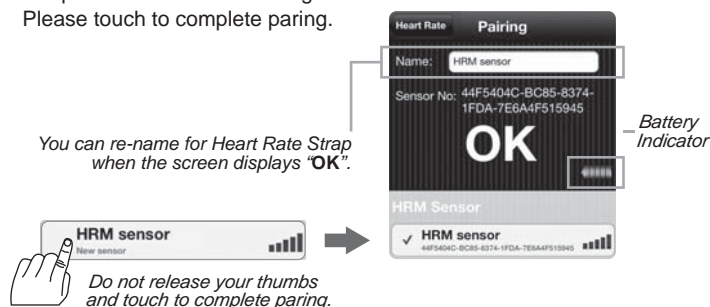 Please touch to complete paring.
Heart Rate
Pairing
Name:
HRM sensor
Sensor No:
44F5404C-BC85-8374-
1FDA-7E6A4F515945
OK
Battery
Indicator
You can re-name for Heart Rate Strap
when the screen displays “OK”.
HRM Sensor
HRM sensor
44F5404C-BC85-8374-1FDA-7E6A4F515945
HRM sensor
New sensor
Do not release your thumbs
and touch to complete paring.